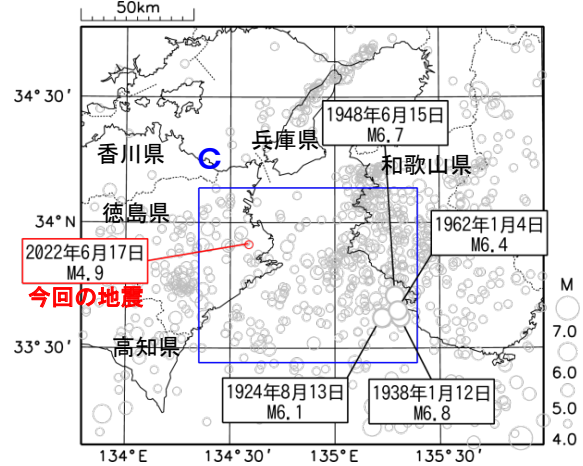 50km
34°30′
34°N
33°30′
134°E
134°30′
135°E
135°30′
1948年6月15日
M6.7
兵庫県
香川県
C
和歌山県
徳島県
1962年1月4日
M6.4
2022年6月17日
M4.9
今回の地震
高知県
1924年8月13日
M6.1
1938年1月12日
M6.8
M
7.0
6.0
5.0
4.0